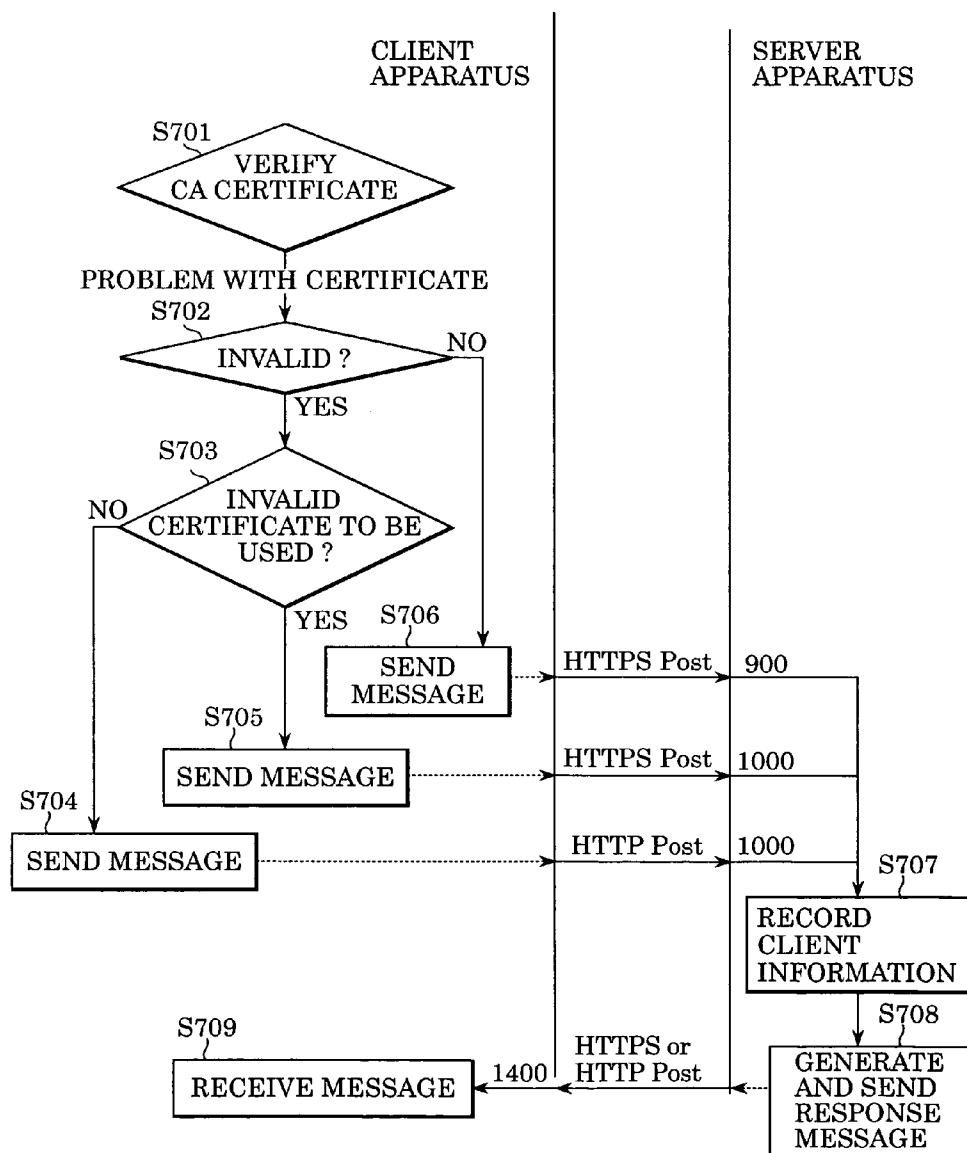 CLIENT
APPARATUS
SERVER
APPARATUS
S701
VERIFY
CA CERTIFICATE
PROBLEM WITH CERTIFICATE
S702
INVALID ?
NO
YES
S703
NO
INVALID
CERTIFICATE TO BE
USED ?
YES
S706
SEND
MESSAGE
HTTPS Post
900
S705
SEND MESSAGE
HTTPS Post
1000
S704
SEND MESSAGE
HTTP Post
1000
S707
RECORD
CLIENT
INFORMATION
S708
GENERATE
AND SEND
RESPONSE
MESSAGE
HTTPS or
HTTP Post
1400
S709
RECEIVE MESSAGE